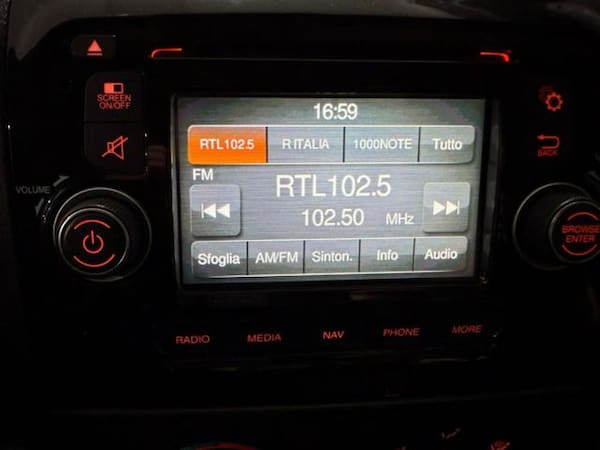 SCREEN
ON/OFF
16:59
RTL102.5 R ITALIA 1000NOTE Tutto
BACK
FM
RTL102.5
VOLUME
102.50 MHz
BROWSE
ENTER
Sfoglia AM/FM Sinton. Info Audio
RADIO MEDIA NAV PHONE MORE